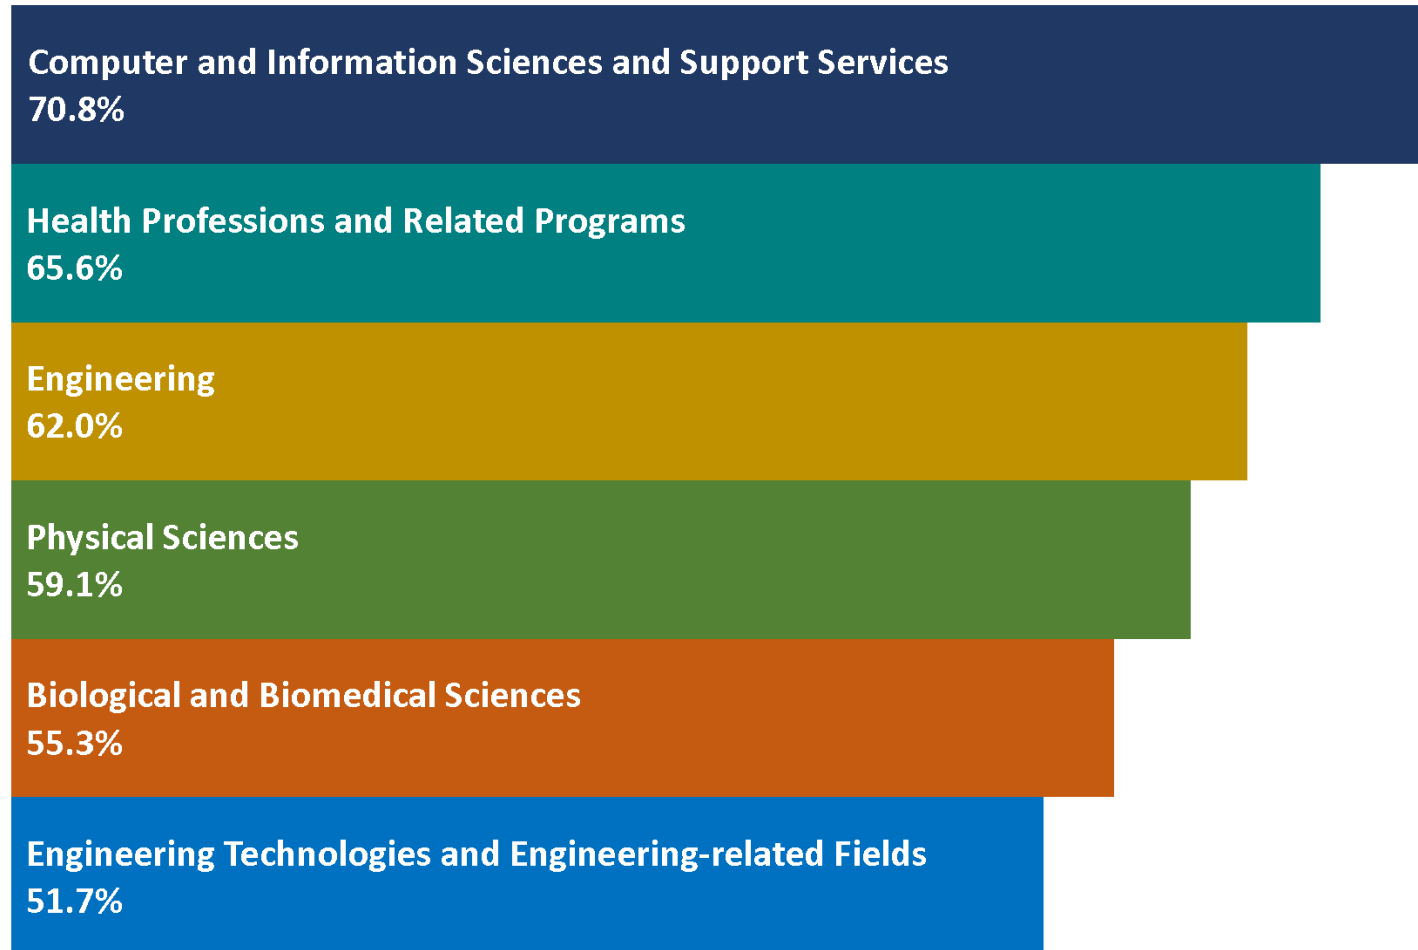 Computer and Information Sciences and Support Services
70.8%
Health Professions and Related Programs
65.6%
Engineering
62.0%
Physical Sciences
59.1%
Biological and Biomedical Sciences
55.3%
Engineering Technologies and Engineering-related Fields
51.7%